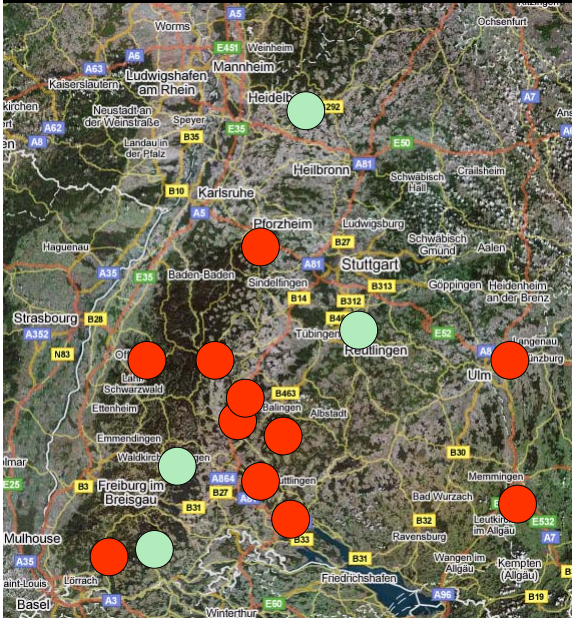 Ochsenfurt
A5
Worms
A6
E451
Weinheim
A63
Mannheim
Kaiserslautern
Ludwigshafen
am Rhein
A7
kirchen
Neustadt an
der Weinstraße
Speyer
Heidelb
292
A62
A8
Landau in
der Pfalz
B35
E35
E50
Heilbronn
A81
Schwäbisch
Hall
Crailsheim
B10
Karlsruhe
A5
Pforzheim
Ludwigsburg
Haguenau
B27
Schwäbisch
Gmünd
Aalen
A35
E35
Baden-Baden
A81
Stuttgart
Sindelfingen
B313
Göppingen
Heidenheim
an der Brenz
B14
B312
Strasbourg
B28
A352
Tübingen
E52
Langenau
N83
Reutlingen
Ulm
Schwarzwald
B463
Ettenheim
Balingen
Albstadt
Emmendingen
B30
Waldkirch
E25
B3
Freiburg im
Breisgau
A864
B27
B31
Memmingen
Bad Wurzach
Leutkirch
im Allgäu
E532
B32
Ravensburg
A7
Mulhouse
B33
A35
B31
Wangen im
Allgäu
Kempten
(Allgäu)
aint-Louis
Lörrach
Friedrichshafen
Basel
A3
E60
Winterthur
A96
B19